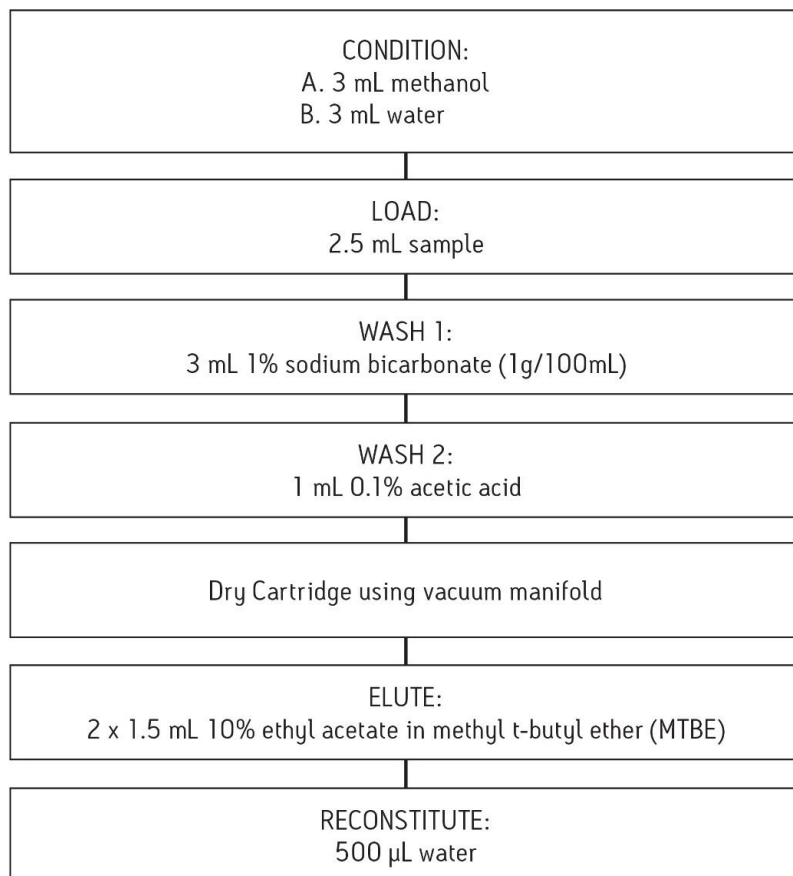 CONDITION:
A. 3 mL methanol
B. 3 mL water
LOAD:
2.5 mL sample
WASH 1:
3 mL 1% sodium bicarbonate (1g/100mL)
WASH 2:
1 mL 0.1% acetic acid
Dry Cartridge using vacuum manifold
ELUTE:
2 x 1.5 mL 10% ethyl acetate in methyl t-butyl ether (MTBE)
RECONSTITUTE:
500 µL water